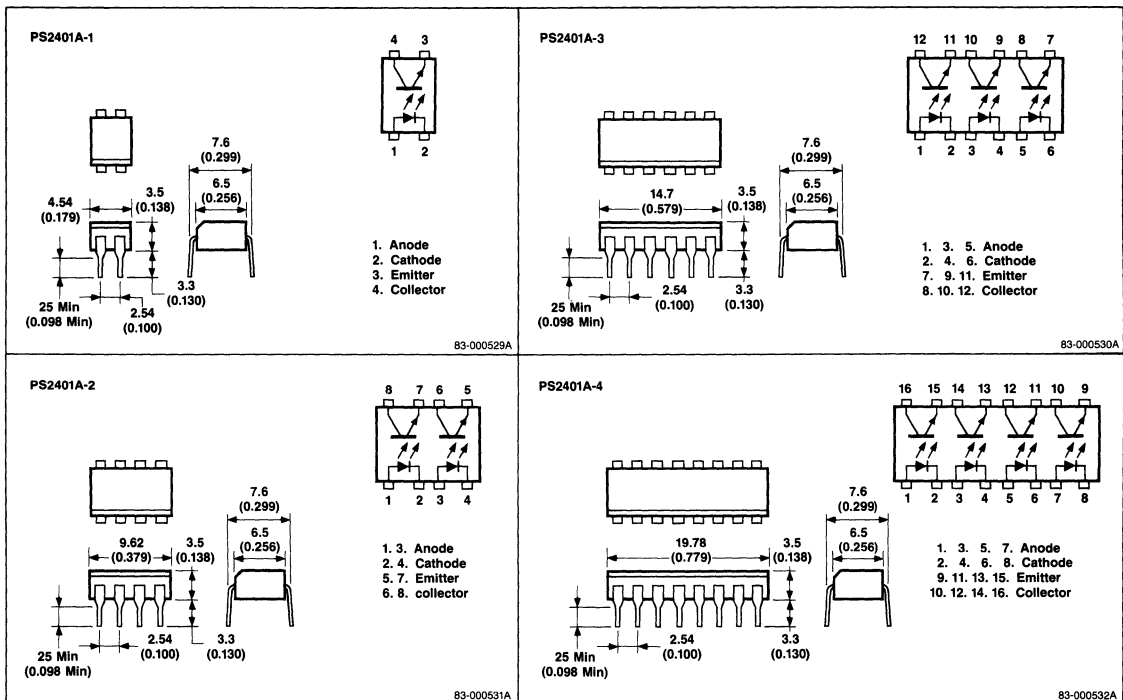 PS2401A-1
4 3
1 2
7.6
(0.299)
6.5
(0.256)
4.54
(0.179)
3.5
(0.138)
3.3
(0.130)
2.54
(0.100)
25 Min
(0.098 Min)
1. Anode
2. Cathode
3. Emitter
4. Collector
83-000529A
PS2401A-3
12 11 10 9 8 7
1 2 3 4 5 6
7.6
(0.299)
6.5
(0.256)
14.7
(0.579)
3.5
(0.138)
3.3
(0.130)
2.54
(0.100)
25 Min
(0.098 Min)
1. 3. 5. Anode
2. 4. 6. Cathode
7. 9. 11. Emitter
8. 10. 12. Collector
83-000530A
PS2401A-2
8 7 6 5
1 2 3 4
7.6
(0.299)
6.5
(0.256)
9.62
(0.379)
3.5
(0.138)
3.3
(0.130)
2.54
(0.100)
25 Min
(0.098 Min)
1. 3. Anode
2. 4. Cathode
5. 7. Emitter
6. 8. collector
83-000531A
PS2401A-4
16 15 14 13 12 11 10 9
1 2 3 4 5 6 7 8
7.6
(0.299)
6.5
(0.256)
19.78
(0.779)
3.5
(0.138)
3.3
(0.130)
2.54
(0.100)
25 Min
(0.098 Min)
1. 3. 5. 7. Anode
2. 4. 6. 8. Cathode
9. 11. 13. 15. Emitter
10. 12. 14. 16. Collector
83-000532A